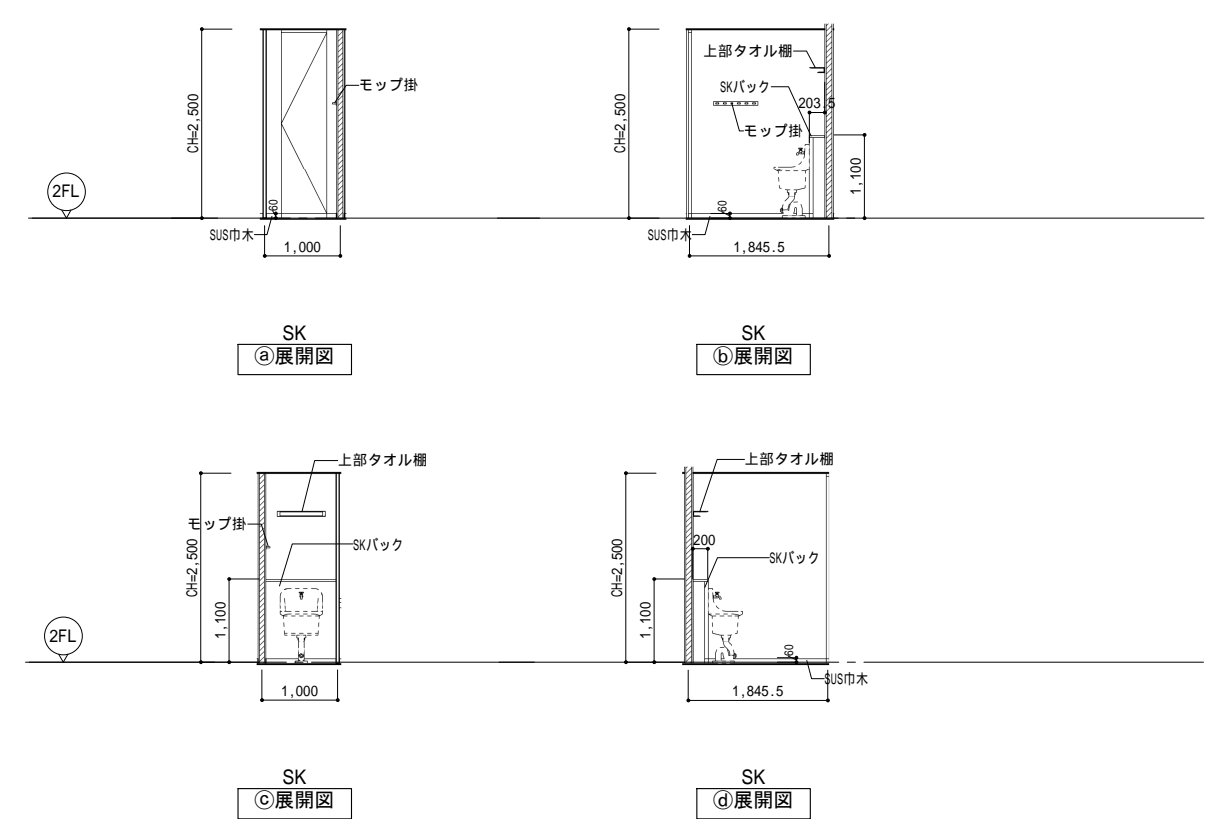 CH=2,500
モップ掛
2FL
60
SUS巾木
1,000
SK
ⓐ展開図
CH=2,500
上部タオル棚
SKバック
203.5
モップ掛
1,100
60
SUS巾木
1,845.5
SK
ⓑ展開図
上部タオル棚
モップ掛
SKバック
CH=2,500
1,100
2FL
1,000
SK
ⓒ展開図
上部タオル棚
200
SKバック
CH=2,500
1,100
60
SUS巾木
1,845.5
SK
ⓓ展開図